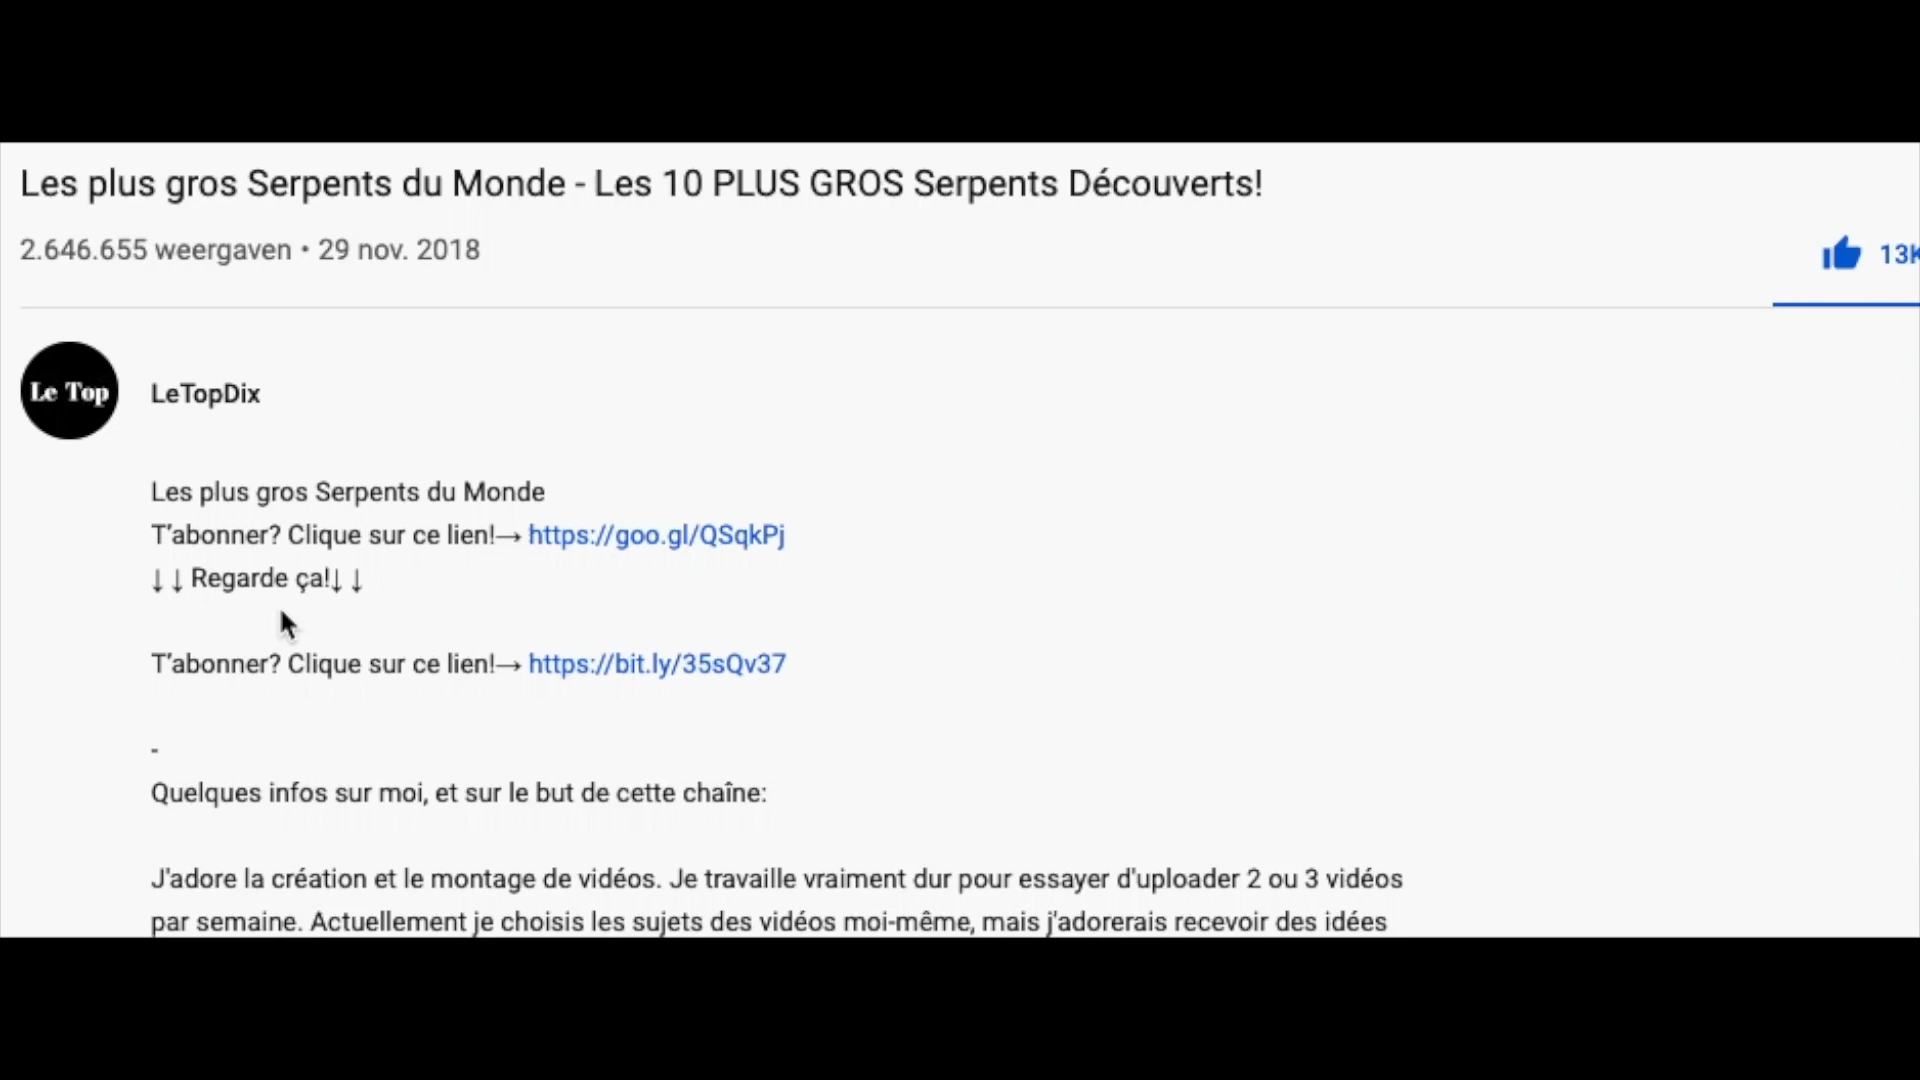 Les plus gros Serpents du Monde - Les 10 PLUS GROS Serpents Découverts!
2.646.655 weergaven • 29 nov. 2018
13K
Le Top
LeTopDix
Les plus gros Serpents du Monde
T'abonner? Clique sur ce lien!→ https://goo.gl/QSqkPj
↓↓ Regarde ça!↓ ↓
T'abonner? Clique sur ce lien!→ https://bit.ly/35sQv37
-
Quelques infos sur moi, et sur le but de cette chaîne:
J'adore la création et le montage de vidéos. Je travaille vraiment dur pour essayer d'uploader 2 ou 3 vidéos
par semaine. Actuellement je choisis les sujets des vidéos moi-même, mais j'adorerais recevoir des idées